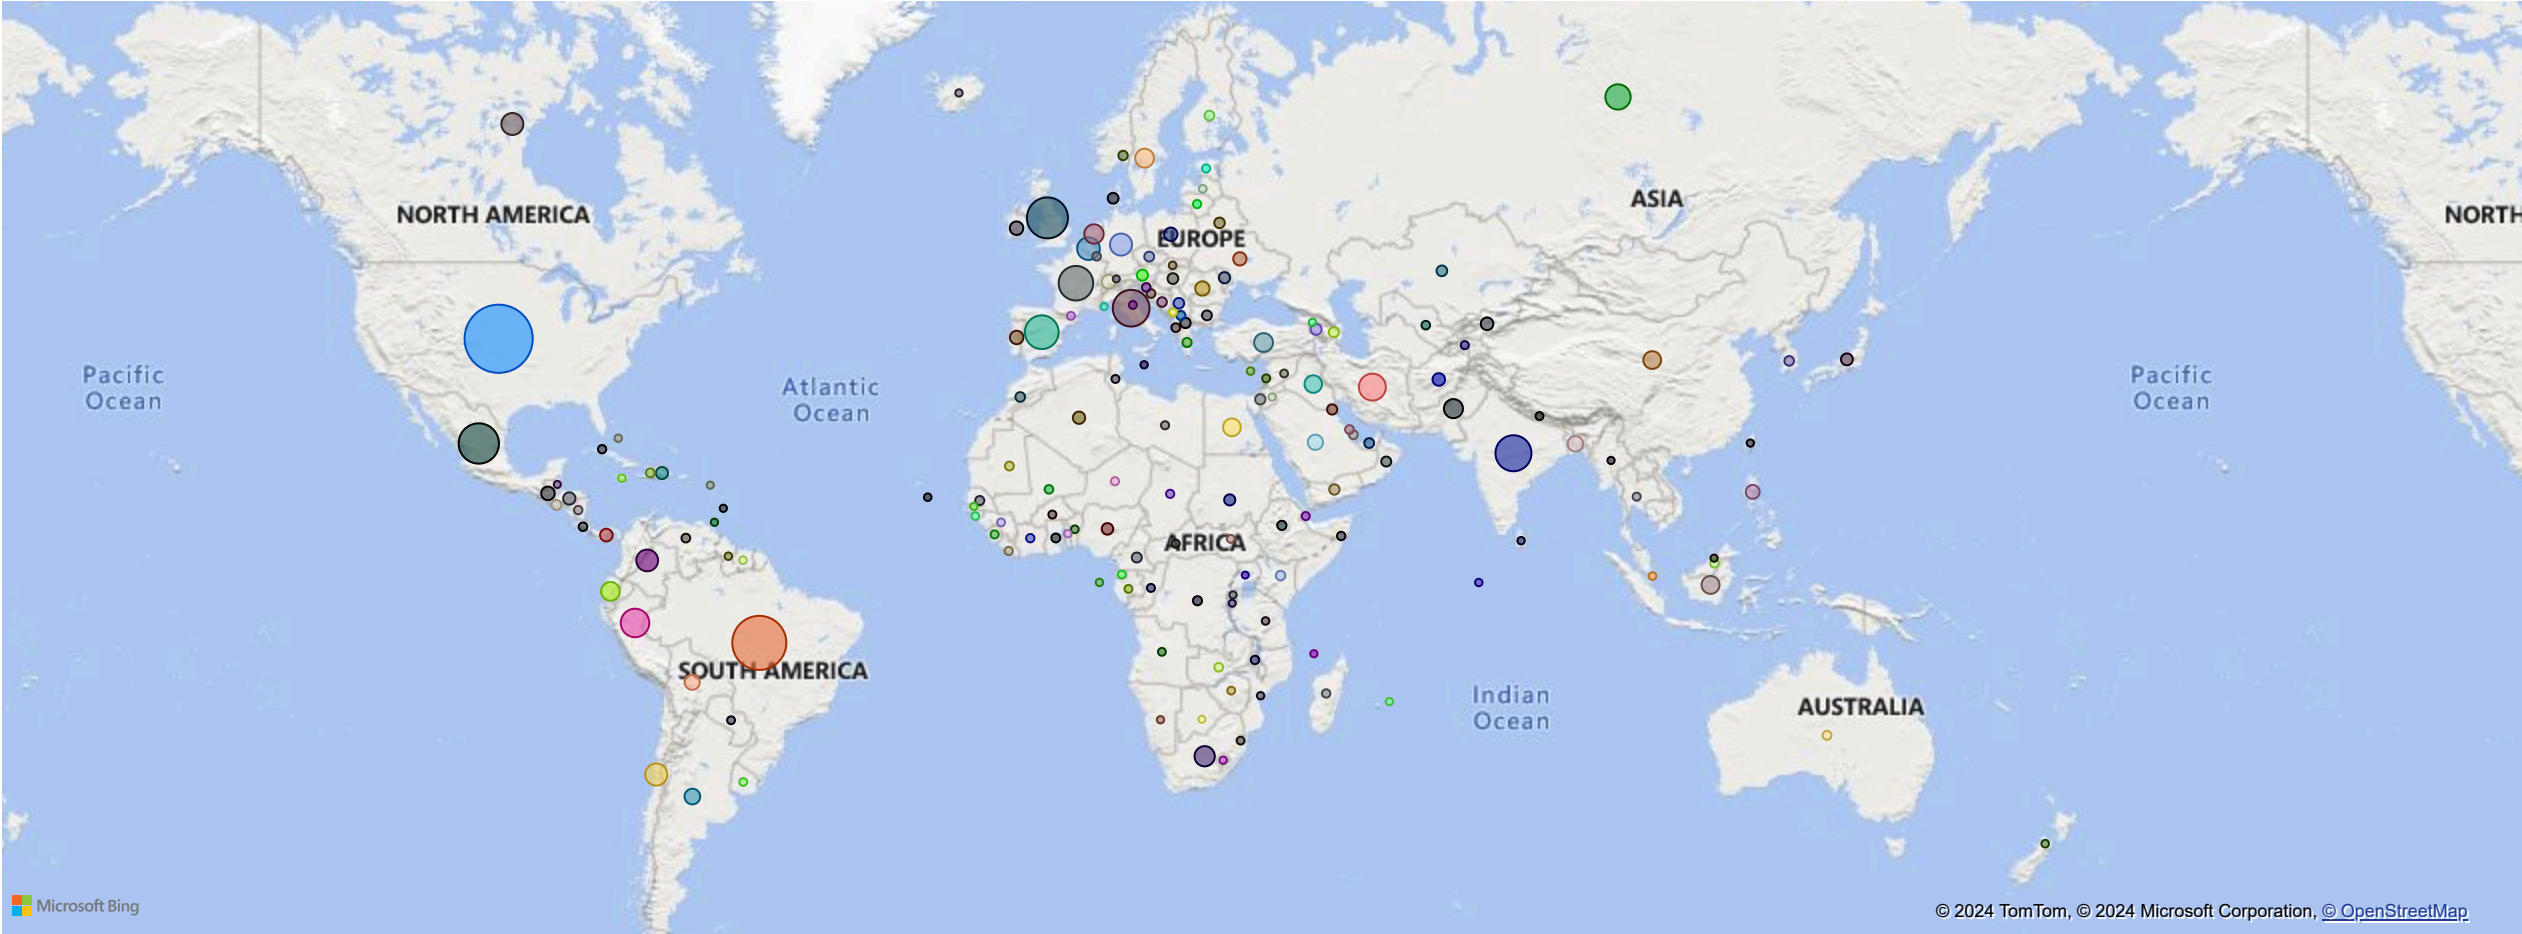 ASIA
NORTH AMERICA
NORTH
EUROPE
Pacific
Ocean
Atlantic
Ocean
Pacific
Ocean
AFRICA
SOUTH AMERICA
Indian
Ocean
AUSTRALIA
Microsoft Bing
© 2024 TomTom, © 2024 Microsoft Corporation, © OpenStreetMap